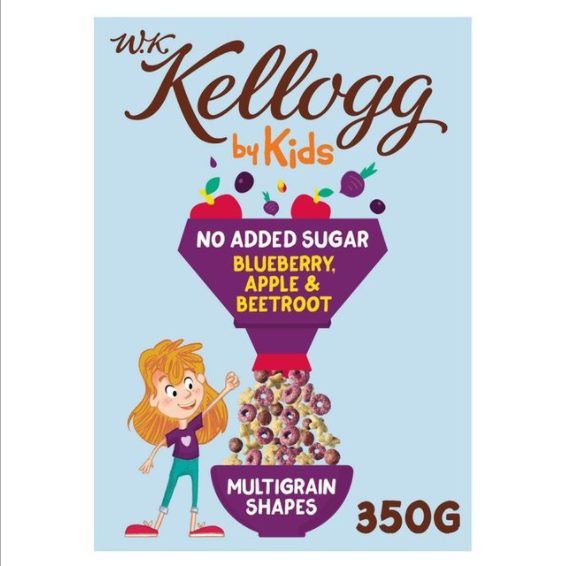 W.K
Kellogg
by Kids
NO ADDED SUGAR
BLUEBERRY,
APPLE &
BEETROOT
MULTIGRAIN
SHAPES
350G